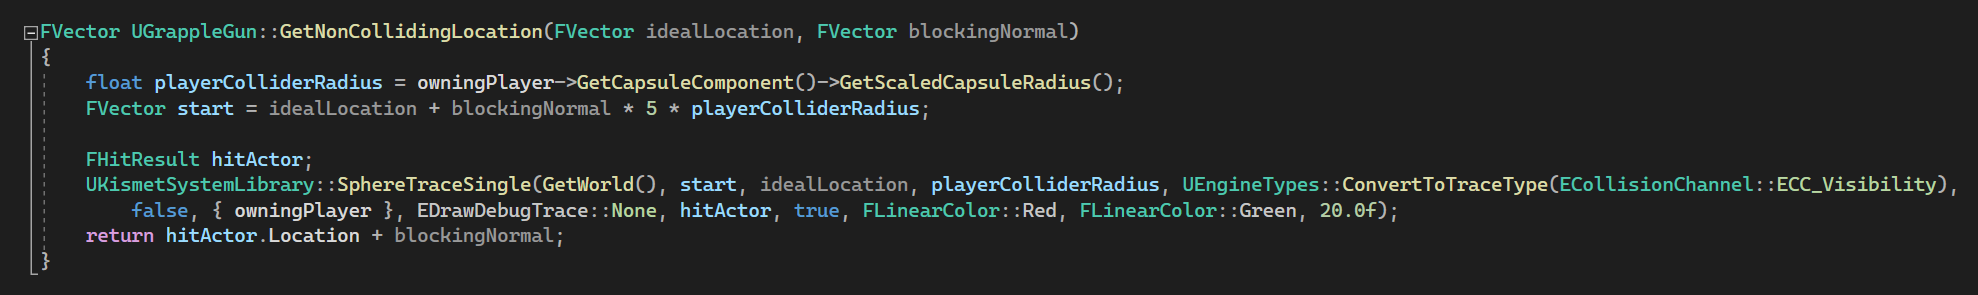 FVector UGrappleGun::GetNonCollidingLocation(FVector idealLocation, FVector blockingNormal)
{
float playerColliderRadius = owningPlayer->GetCapsuleComponent()->GetScaledCapsuleRadius();
FVector start = idealLocation + blockingNormal * 5 * playerColliderRadius;
FHitResult hitActor;
UKismetSystemLibrary::SphereTraceSingle(GetWorld(), start, idealLocation, playerColliderRadius, UEngineTypes::ConvertToTraceType(ECollisionChannel::ECC_Visibility),
false, { owningPlayer }, EDrawDebugTrace::None, hitActor, true, FLinearColor::Red, FLinearColor::Green, 20.0f);
return hitActor.Location + blockingNormal;
}